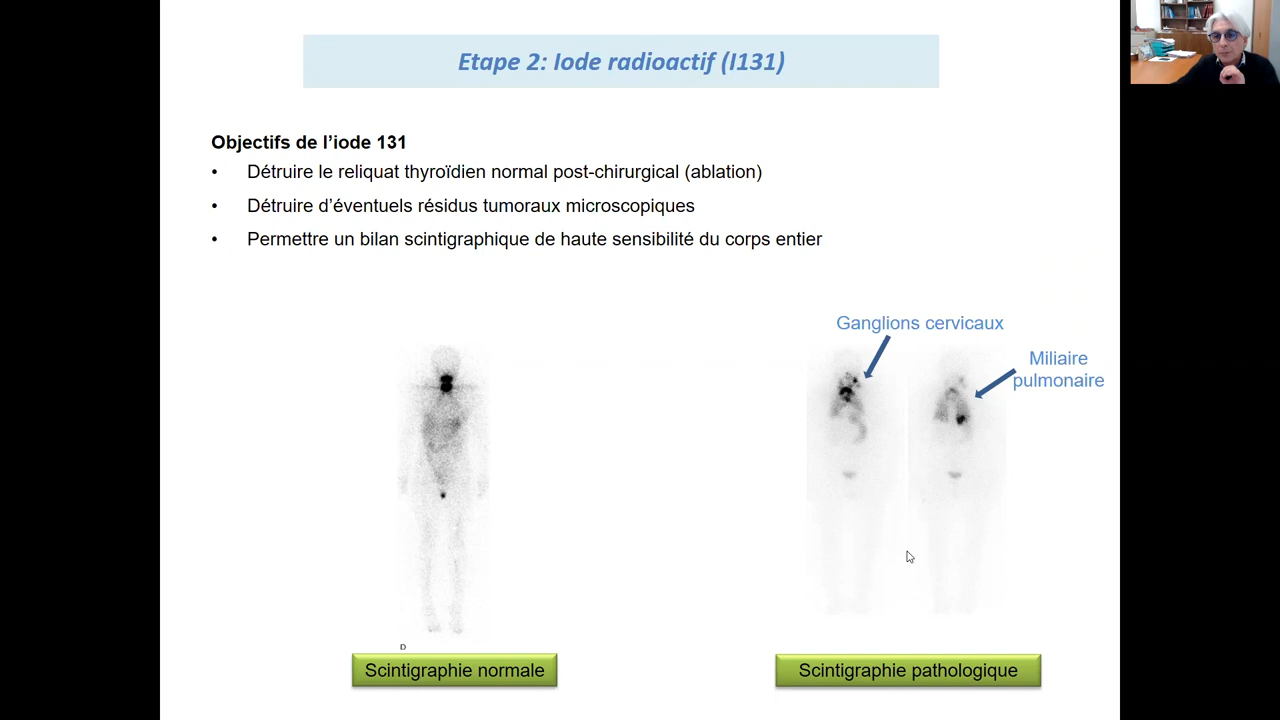 Etape 2: Iode radioactif (I131)
Objectifs de l’iode 131
• Détruire le reliquat thyroïdien normal post-chirurgical (ablation)
• Détruire d’éventuels résidus tumoraux microscopiques
• Permettre un bilan scintigraphique de haute sensibilité du corps entier
Ganglions cervicaux
Miliaire
pulmonaire
D
Scintigraphie normale
Scintigraphie pathologique